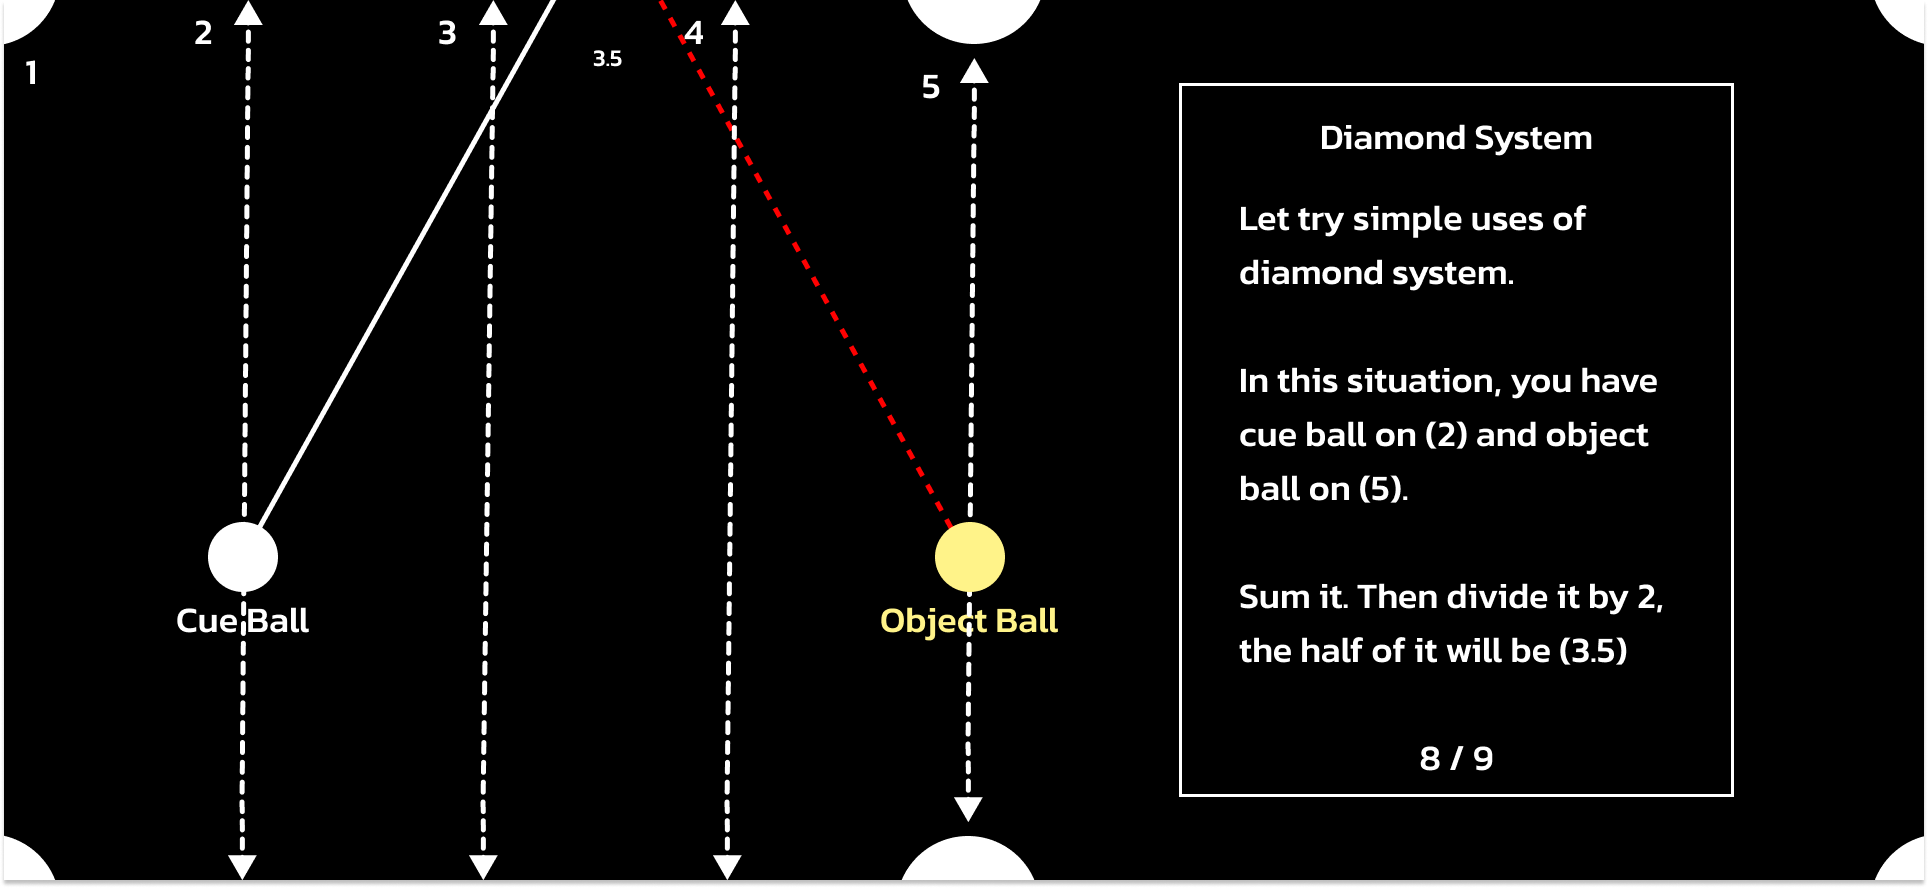 1
2
3
3.5
4
5
Cue Ball
Object Ball
Diamond System
Let try simple uses of
diamond system.
In this situation, you have
cue ball on (2) and object
ball on (5).
Sum it. Then divide it by 2,
the half of it will be (3.5)
8 / 9